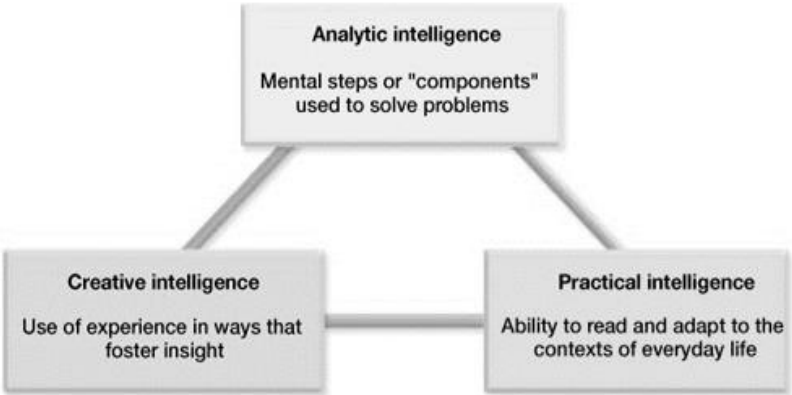 Analytic intelligence
Mental steps or "components"
used to solve problems
Creative intelligence
Use of experience in ways that
foster insight
Practical intelligence
Ability to read and adapt to the
contexts of everyday life